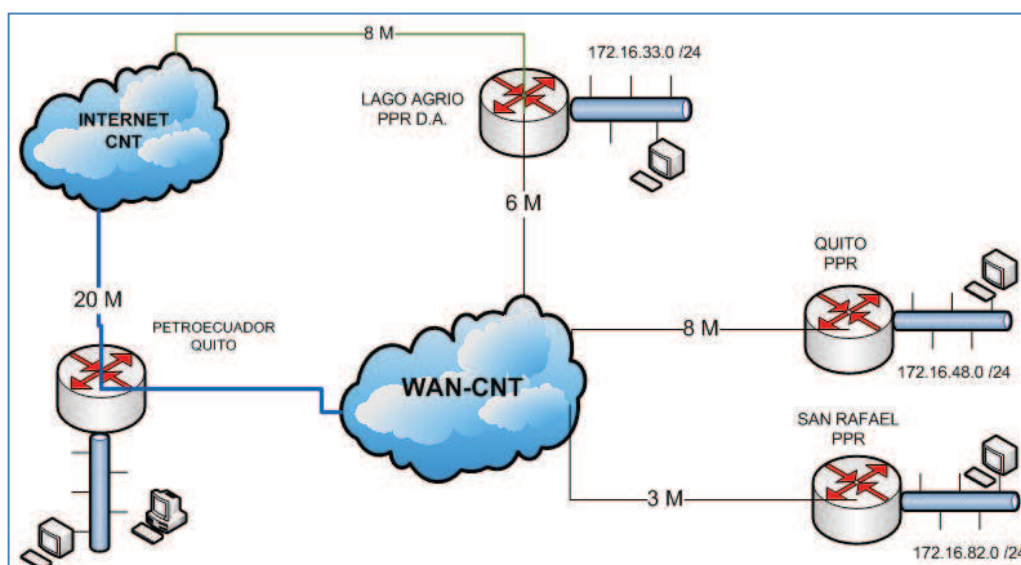 8 M
172.16.33.0 /24
LAGO AGRIO
PPR D.A.
INTERNET
CNT
6 M
QUITO
PPR
20 M
PETROECUADOR
QUITO
8 M
WAN-CNT
172.16.48.0 /24
SAN RAFAEL
PPR
3 M
172.16.82.0 /24